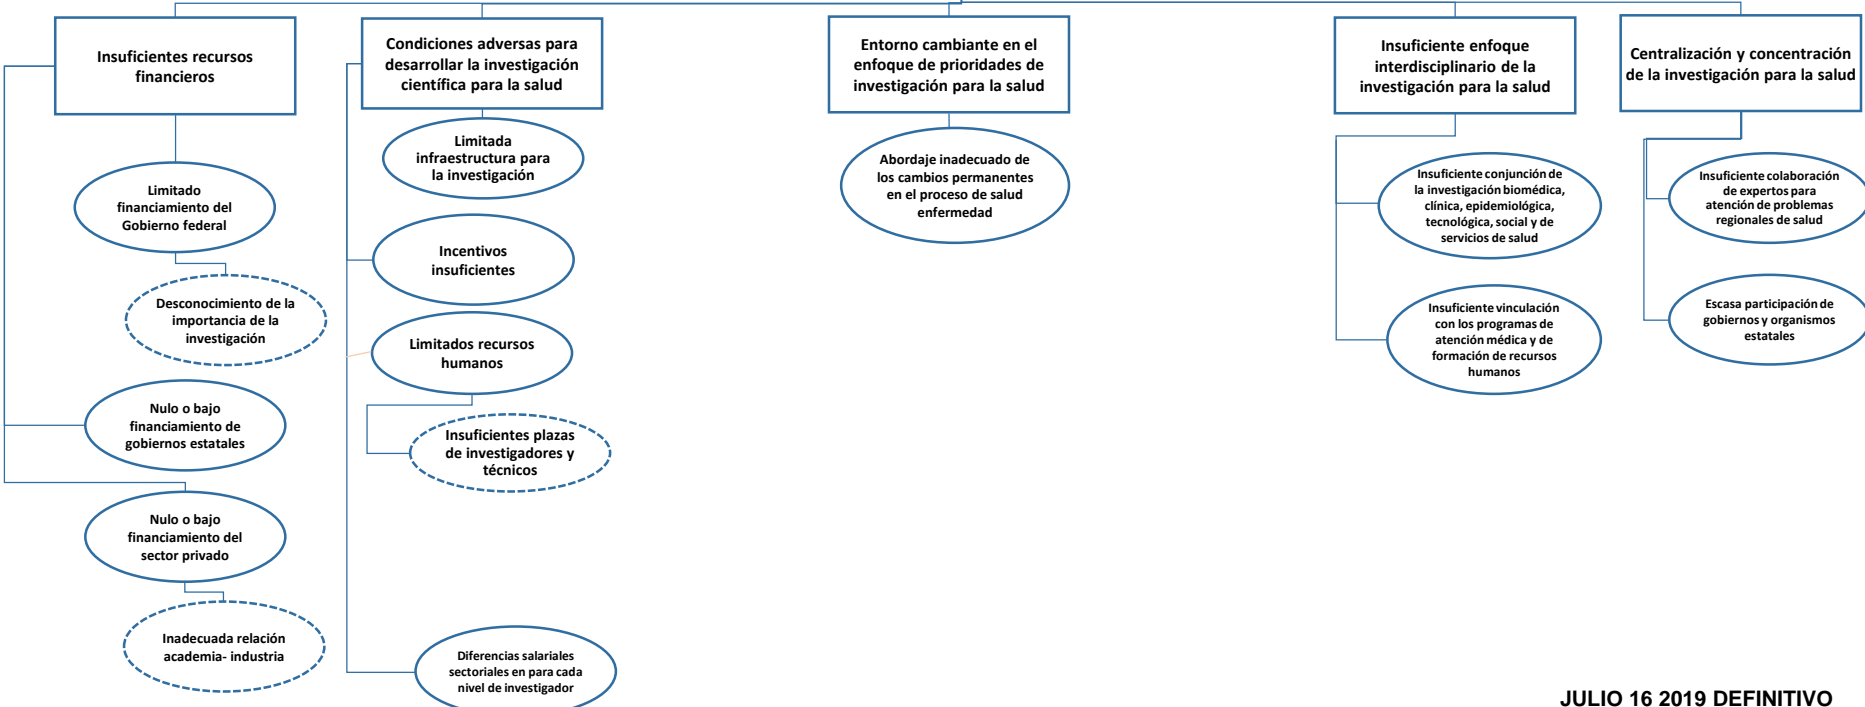 Insuficientes recursos
financieros
Limitado
financiamiento del
Gobierno federal
Desconocimiento de la
importancia de la
investigación
Nulo o bajo
financiamiento de
gobiernos estatales
Nulo o bajo
financiamiento del
sector privado
Inadecuada relación
academia- industria
Condiciones adversas para
desarrollar la investigación
científica para la salud
Limitada
infraestructura para
la investigación
Incentivos
insuficientes
Limitados recursos
humanos
Insuficientes plazas
de investigadores y
técnicos
Diferencias salariales
sectoriales en para cada
nivel de investigador
Entorno cambiante en el
enfoque de prioridades de
investigación para la salud
Abordaje inadecuado de
los cambios permanentes
en el proceso de salud
enfermedad
Insuficiente enfoque
interdisciplinario de la
investigación para la salud
Insuficiente conjunción de
la investigación biomédica,
clínica, epidemiológica,
tecnológica, social y de
servicios de salud
Insuficiente vinculación
con los programas de
atención médica y de
formación de recursos
humanos
Centralización y concentración
de la investigación para la salud
Insuficiente colaboración
de expertos para
atención de problemas
regionales de salud
Escasa participación de
gobiernos y organismos
estatales
JULIO 16 2019 DEFINITIVO